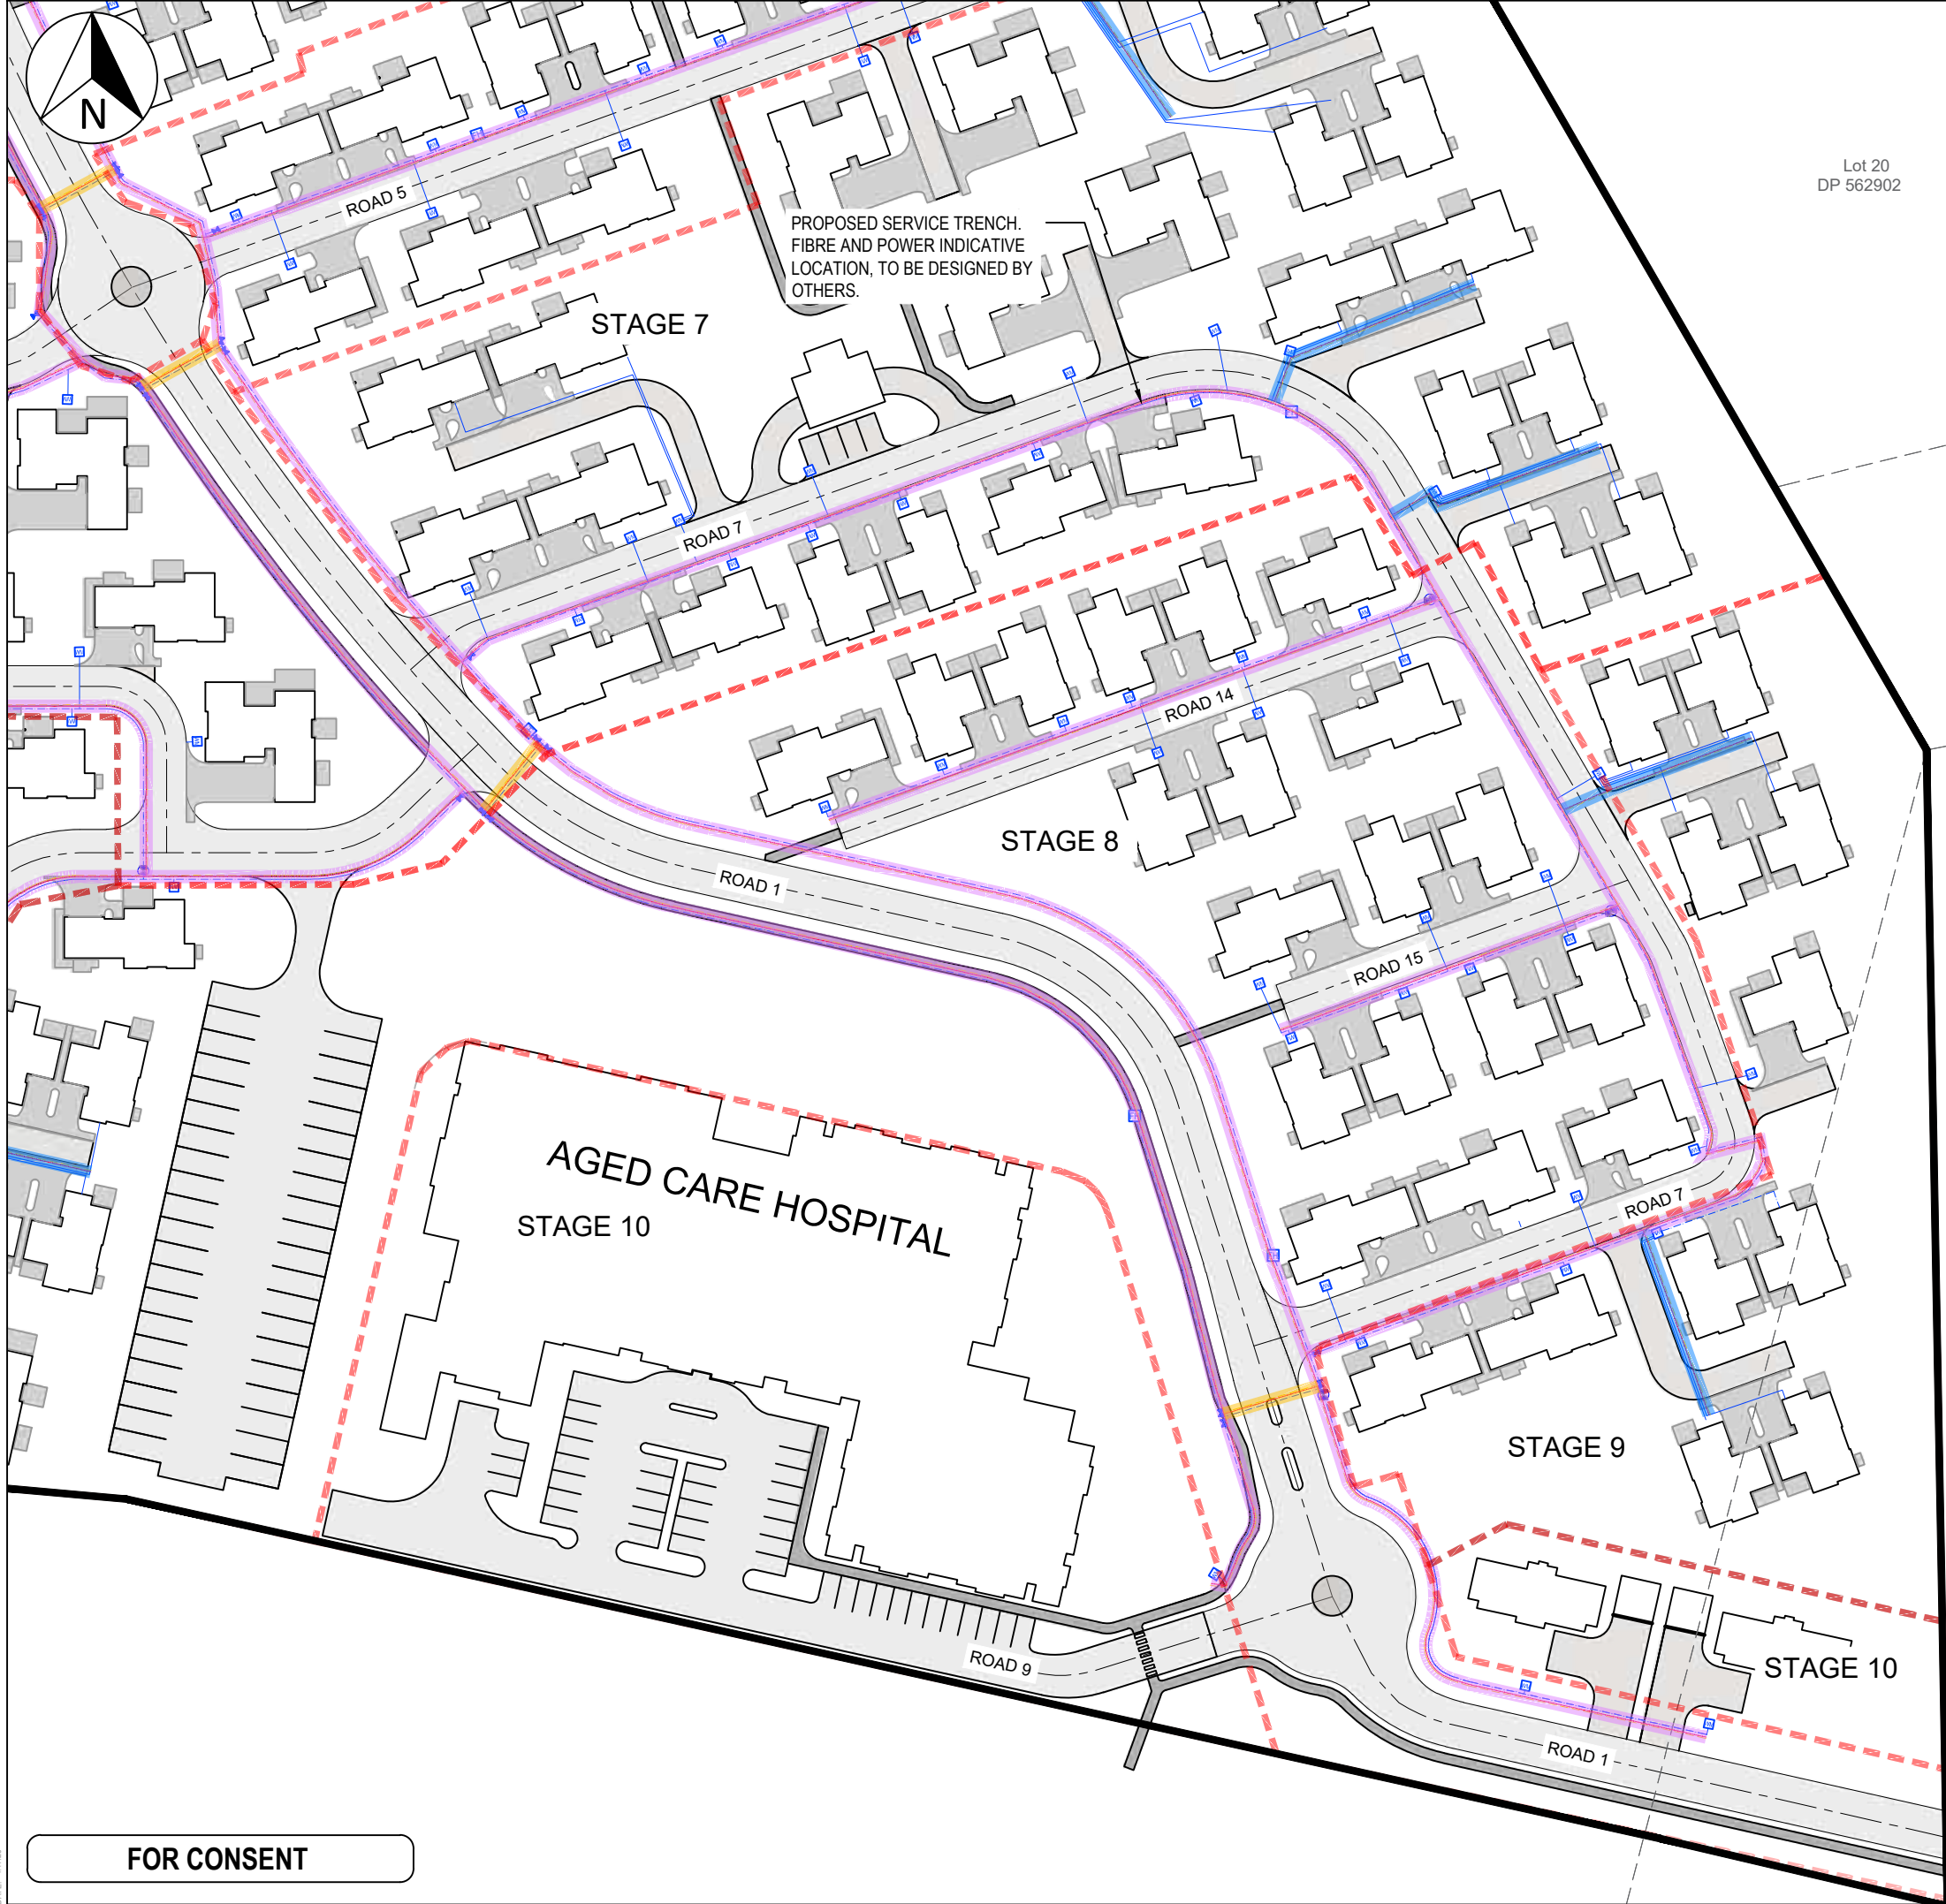 N
Lot 20
DP 562902
ROAD 5
PROPOSED SERVICE TRENCH.
FIBRE AND POWER INDICATIVE
LOCATION, TO BE DESIGNED BY
OTHERS.
STAGE 7
ROAD 7
ROAD 14
STAGE 8
ROAD 1
ROAD 15
AGED CARE HOSPITAL
STAGE 10
ROAD 7
STAGE 9
ROAD 9
STAGE 10
ROAD 1
FOR CONSENT